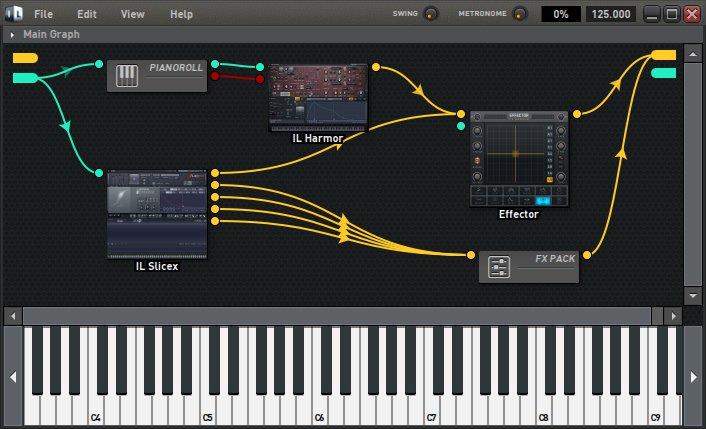 IL File Edit View Help SWING METRONOME 0% 125.000
Main Graph
PIANOROLL
IL Harmor
EFFECTOR
Effector
IL Slicex
FX PACK
C4 C5 C6 C7 C8 C9